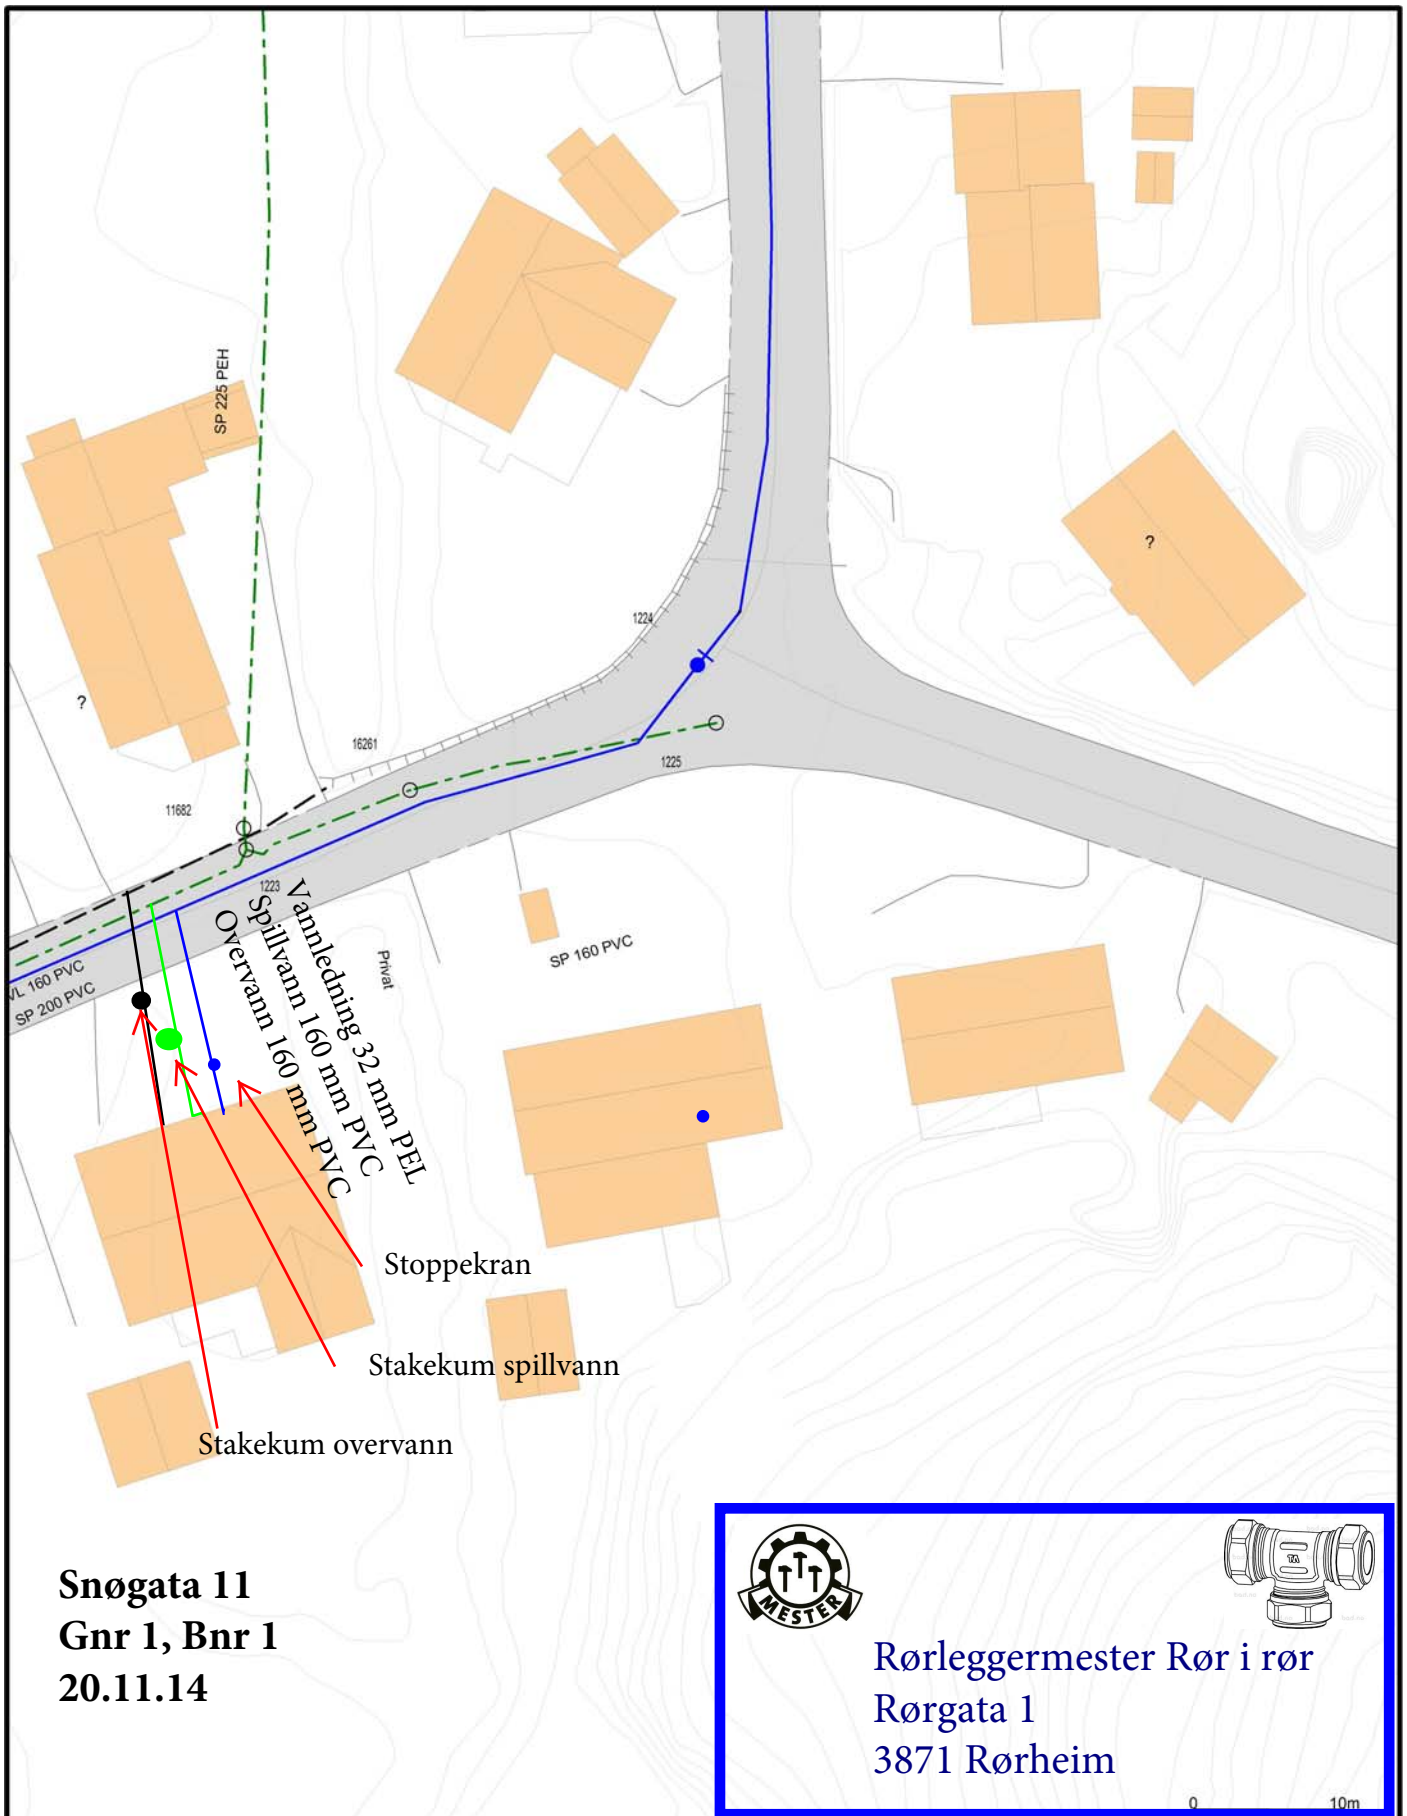 SP 225 PEH
?
?
1224
16261
1225
11682
1223
VL 160 PVC
SP 200 PVC
Privat
SP 160 PVC
Vannledning 32 mm PEL
Spillvann 160 mm PVC
Overvann 160 mm PVC
Stoppekran
Stakekum spillvann
Stakekum overvann
Snøgata 11
Gnr 1, Bnr 1
20.11.14
MESTER
TA
Rørleggermester Rør i rør
Rørgata 1
3871 Rørheim
0 10m